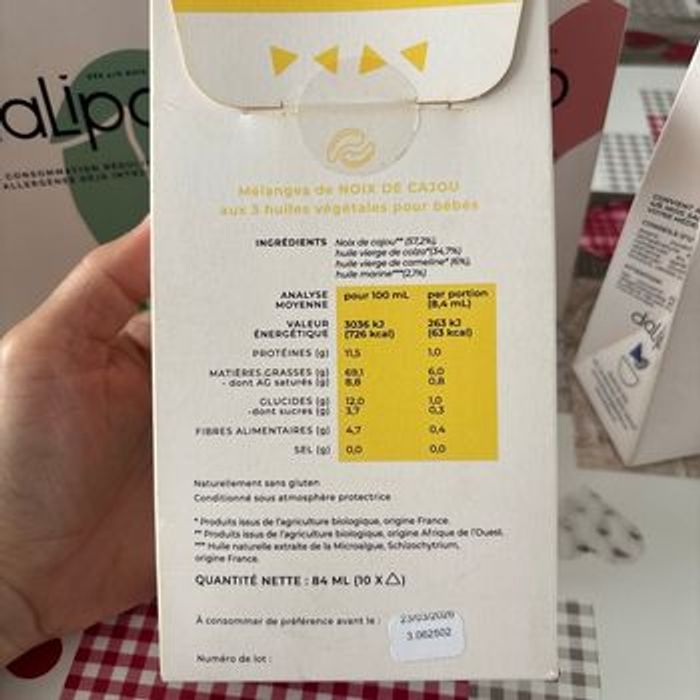 Mélanges de NOIX DE CAJOU
aux 3 huiles végétales pour bébés
INGRÉDIENTS Noix de cajou** (57,2%),
huile vierge de colza*(34,7%)
huile vierge de cameline* (6%),
huile marine***(2,1%)
ANALYSE MOYENNE pour 100 mL per portion (8,4 mL)
VALEUR ÉNERGÉTIQUE 3036 kJ (726 kcal) 263 kJ (63 kcal)
PROTÉINES (g) 11,5 1,0
MATIÈRES GRASSES (g) 69,1 6,0
- dont AG saturés (g) 8,8 0,8
GLUCIDES (g) 12,0 1,0
-dont sucres (g) 3,7 0,3
FIBRES ALIMENTAIRES (g) 4,7 0,4
SEL (g) 0,0 0,0
Naturellement sans gluten
Conditionné sous atmosphère protectrice
* Produits issus de l'agriculture biologique, origine France.
** Produits issus de l'agriculture biologique, origine Afrique de l'Ouest.
*** Huile naturelle extraite de la Microalgue, Schizochytrium,
origine France.
QUANTITÉ NETTE : 84 ML (10 X △)
À consommer de préférence avant le : 23/03/2026
3.062502
Numéro de lot :